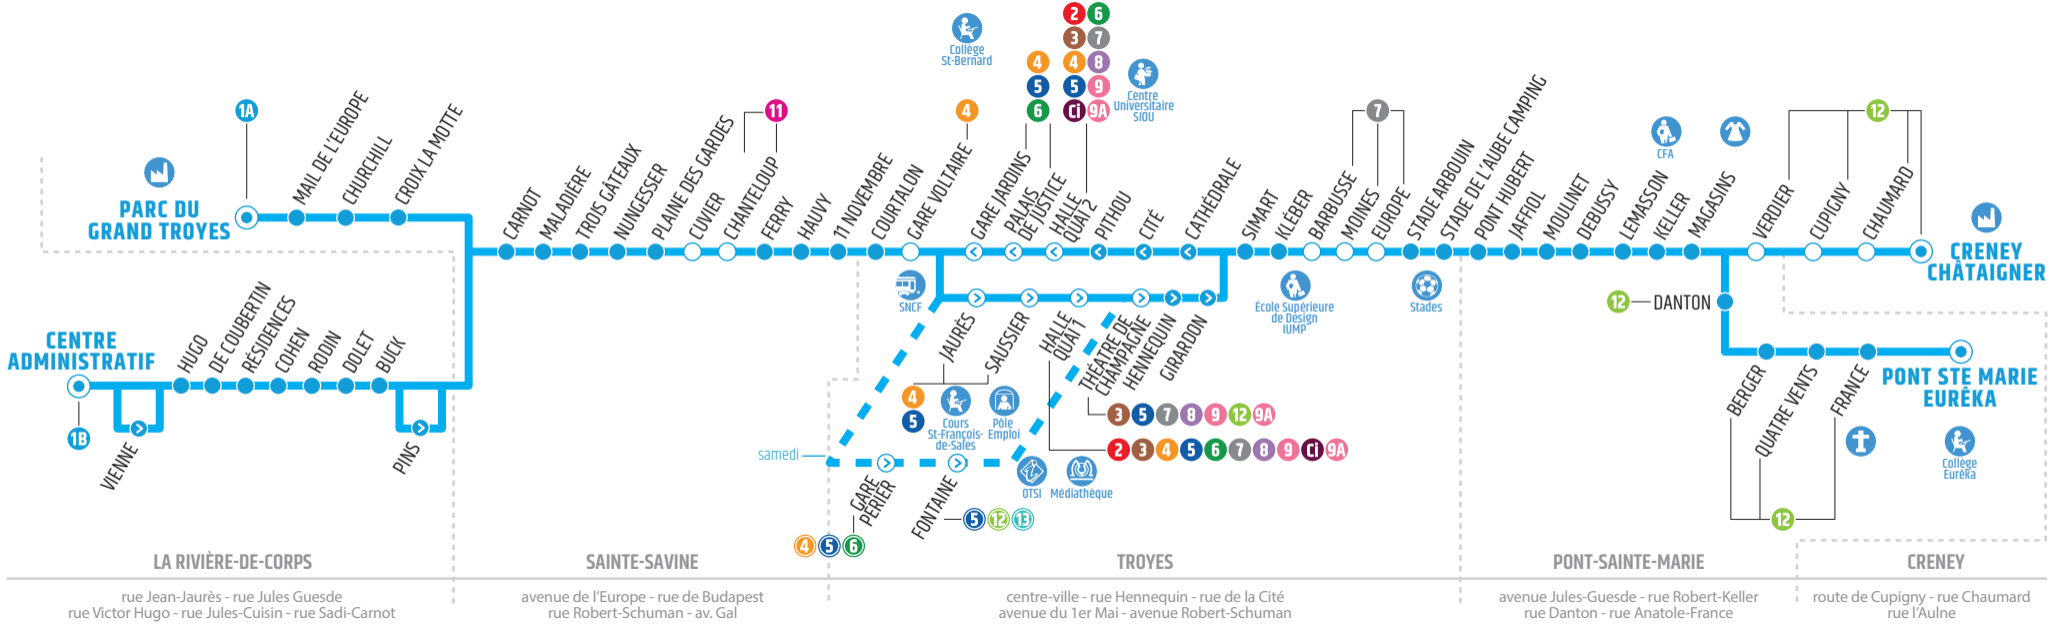 2
6
3
7
4
4
8
5
5
9
6
Ci
9A
Collège
St-Bernard
Centre
Universitaire
SIOU
1A
11
4
7
12
MAIL DE L'EUROPE
CHURCHILL
CROIX LA MOTTE
PARC DU
GRAND TROYES
CARNOT
MALADIÈRE
TROIS GÂTEAUX
NUNGESSER
PLAINE DES GARDES
CUVIER
CHANTELOUP
FERRY
HAUVY
11 NOVEMBRE
COURTALON
GARE VOLTAIRE
GARE JARDINS
PALAIS
DE JUSTICE
HALLE
QUAI 2
PITHOU
CITÉ
CATHÉDRALE
SIMART
KLÉBER
BARBUSSE
MOINES
EUROPE
STADE ARBOUIN
STADE DE L'AUBE CAMPING
PONT HUBERT
JAFFIOL
MOULINET
DEBUSSY
LEMASSON
KELLER
MAGASINS
CFA
VERDIER
CUPIGNY
CHAUMARD
CRENEY
CHÂTAIGNER
SNCF
École Supérieure
de Design
IUMP
Stades
12
DANTON
CENTRE
ADMINISTRATIF
1B
VIENNE
HUGO
DE COUBERTIN
RÉSIDENCES
COHEN
RODIN
DOLET
BUCK
PINS
JAURÈS
SAUSSIER
HALLE
QUAI 1
THÉÂTRE DE
CHAMPAGNE
HENNEQUIN
GIRARDON
4
5
Cours
St-François-
de-Sales
Pôle
Emploi
3
5
7
8
9
12
9A
2
3
4
5
6
7
8
9
Ci
9A
samedi
OTSI
Médiathèque
GARE
PÉRIER
FONTAINE
5
12
13
4
5
6
BERGER
QUATRE VENTS
FRANCE
PONT STE MARIE
EURÊKA
Collège
Euréka
12
LA RIVIÈRE-DE-CORPS
SAINTE-SAVINE
TROYES
PONT-SAINTE-MARIE
CRENEY
rue Jean-Jaurès - rue Jules Guesde
rue Victor Hugo - rue Jules-Cuisin - rue Sadi-Carnot
avenue de l'Europe - rue de Budapest
rue Robert-Schuman - av. Gal
centre-ville - rue Hennequin - rue de la Cité
avenue du 1er Mai - avenue Robert-Schuman
avenue Jules-Guesde - rue Robert-Keller
rue Danton - rue Anatole-France
route de Cupigny - rue Chaumard
rue l'Aulne